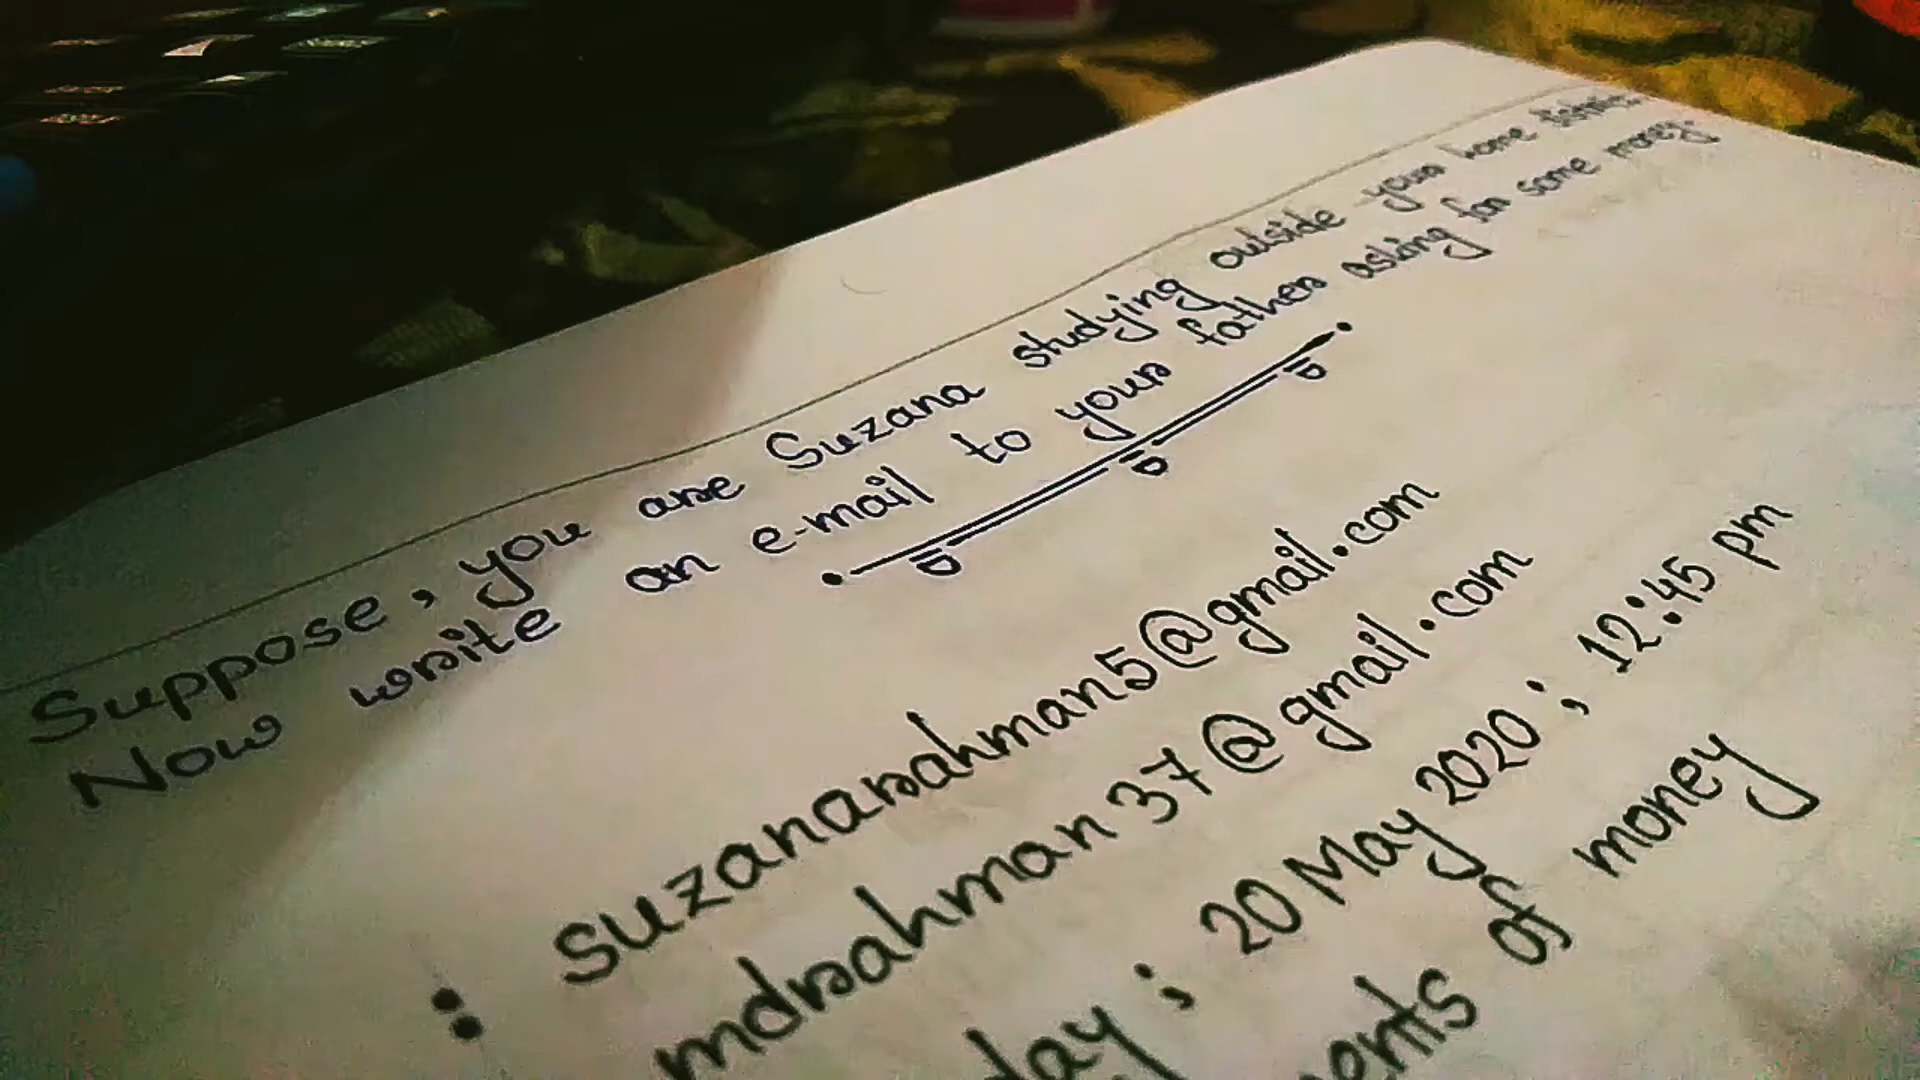 Suppose, you are Suzana studying outside your home
Now write an e-mail to your father asking for some money.
: suzanarahman5@gmail.com
mdrahman37@gmail.com
day ; 20 May 2020 ; 12:45 pm
ents of money